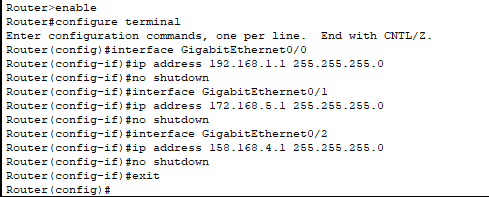 Router>enable
Router#configure terminal
Enter configuration commands, one per line.  End with CNTL/Z.
Router(config)#interface GigabitEthernet0/0
Router(config-if)#ip address 192.168.1.1 255.255.255.0
Router(config-if)#no shutdown
Router(config-if)#interface GigabitEthernet0/1
Router(config-if)#ip address 172.168.5.1 255.255.255.0
Router(config-if)#no shutdown
Router(config-if)#interface GigabitEthernet0/2
Router(config-if)#ip address 158.168.4.1 255.255.255.0
Router(config-if)#no shutdown
Router(config-if)#exit
Router(config)#